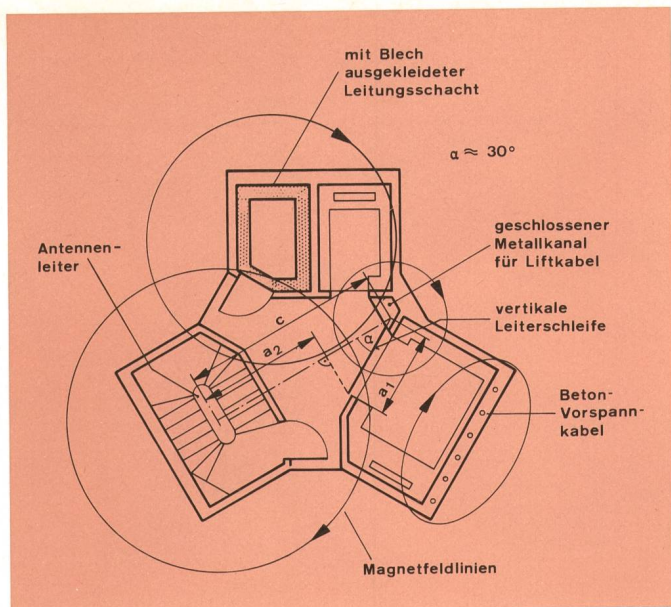 mit Blech
ausgekleideter
Leitungsschacht
α ≈ 30°
Antennen-
leiter
geschlossener
Metallkanal
für Liftkabel
vertikale
Leiterschleife
c
a2
α
a1
Beton-
Vorspann-
kabel
Magnetfeldlinien